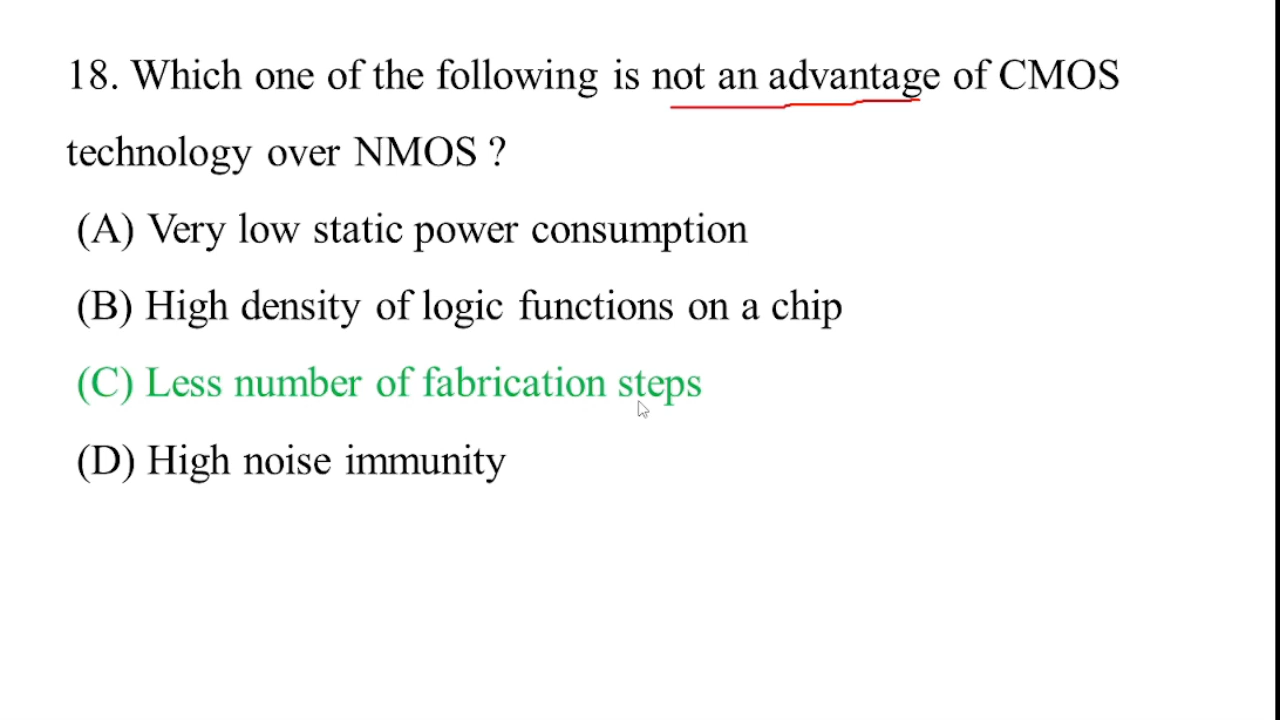 18. Which one of the following is not an advantage of CMOS
technology over NMOS ?
(A) Very low static power consumption
(B) High density of logic functions on a chip
(C) Less number of fabrication steps
(D) High noise immunity